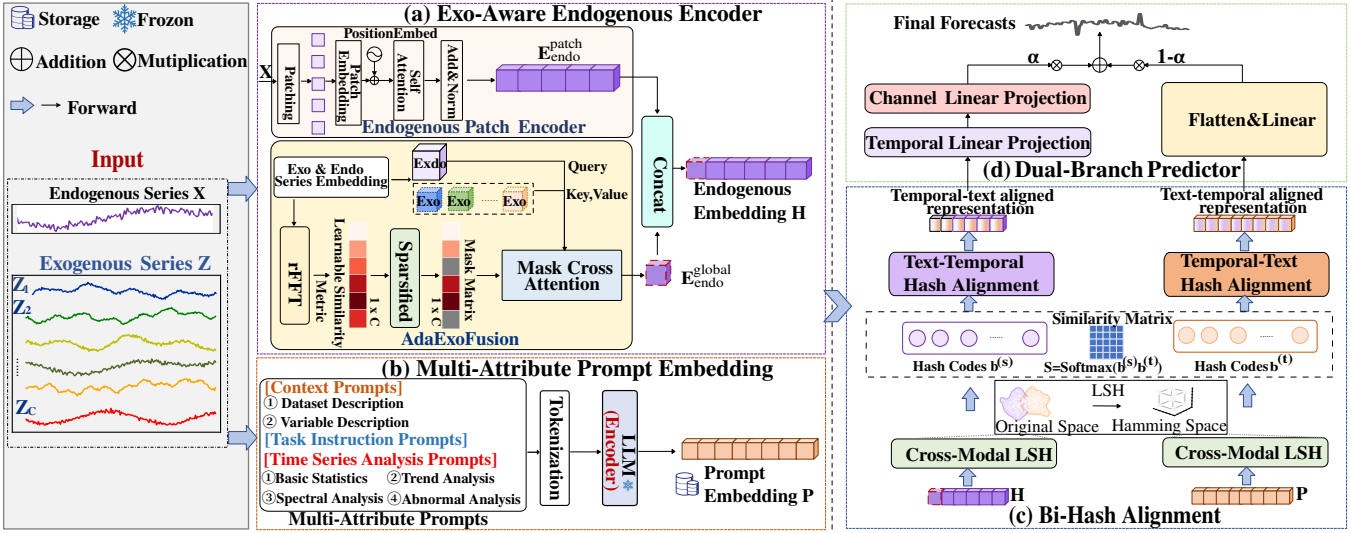 Storage
Frozon
Addition
Mutiplication
Forward
Input
Endogenous Series X
Exogenous Series Z
Z1
Z2
ZC
(a) Exo-Aware Endogenous Encoder
PositionEmbed
X
Patching
Patch Embedding
Self Attention
Add&Norm
E_endo^patch
Endogenous Patch Encoder
Exo & Endo
Series Embedding
Exdo
Exo
Exo
......
Exo
Query
Key,Value
rFFT
Metric
Learnable Similarity
1 x C
Sparsified
1 x C
Mask Matrix
Mask Cross
Attention
E_endo^global
AdaExoFusion
Concat
Endogenous
Embedding H
(b) Multi-Attribute Prompt Embedding
[Context Prompts]
① Dataset Description
② Variable Description
[Task Instruction Prompts]
[Time Series Analysis Prompts]
①Basic Statistics ②Trend Analysis
③Spectral Analysis ④Abnormal Analysis
Multi-Attribute Prompts
Tokenization
LLM
(Encoder)
Prompt
Embedding P
Final Forecasts
α
1-α
Channel Linear Projection
Temporal Linear Projection
Flatten&Linear
(d) Dual-Branch Predictor
Temporal-text aligned
representation
Text-temporal aligned
representation
Text-Temporal
Hash Alignment
Temporal-Text
Hash Alignment
Similarity Matrix
......
......
Hash Codes b^(s)
S=Softmax(b^(s)b^(t))
Hash Codes b^(t)
LSH
Original Space
Hamming Space
Cross-Modal LSH
Cross-Modal LSH
H
P
(c) Bi-Hash Alignment